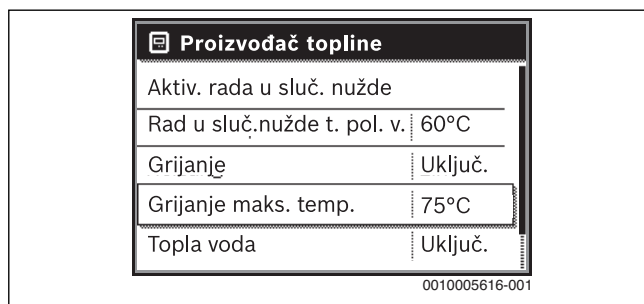 Proizvođač topline
Aktiv. rada u sluč. nužde
Rad u sluč.nužde t. pol. v. 60°C
Grijanje Uključ.
Grijanje maks. temp. 75°C
Topla voda Uključ.
0010005616-001